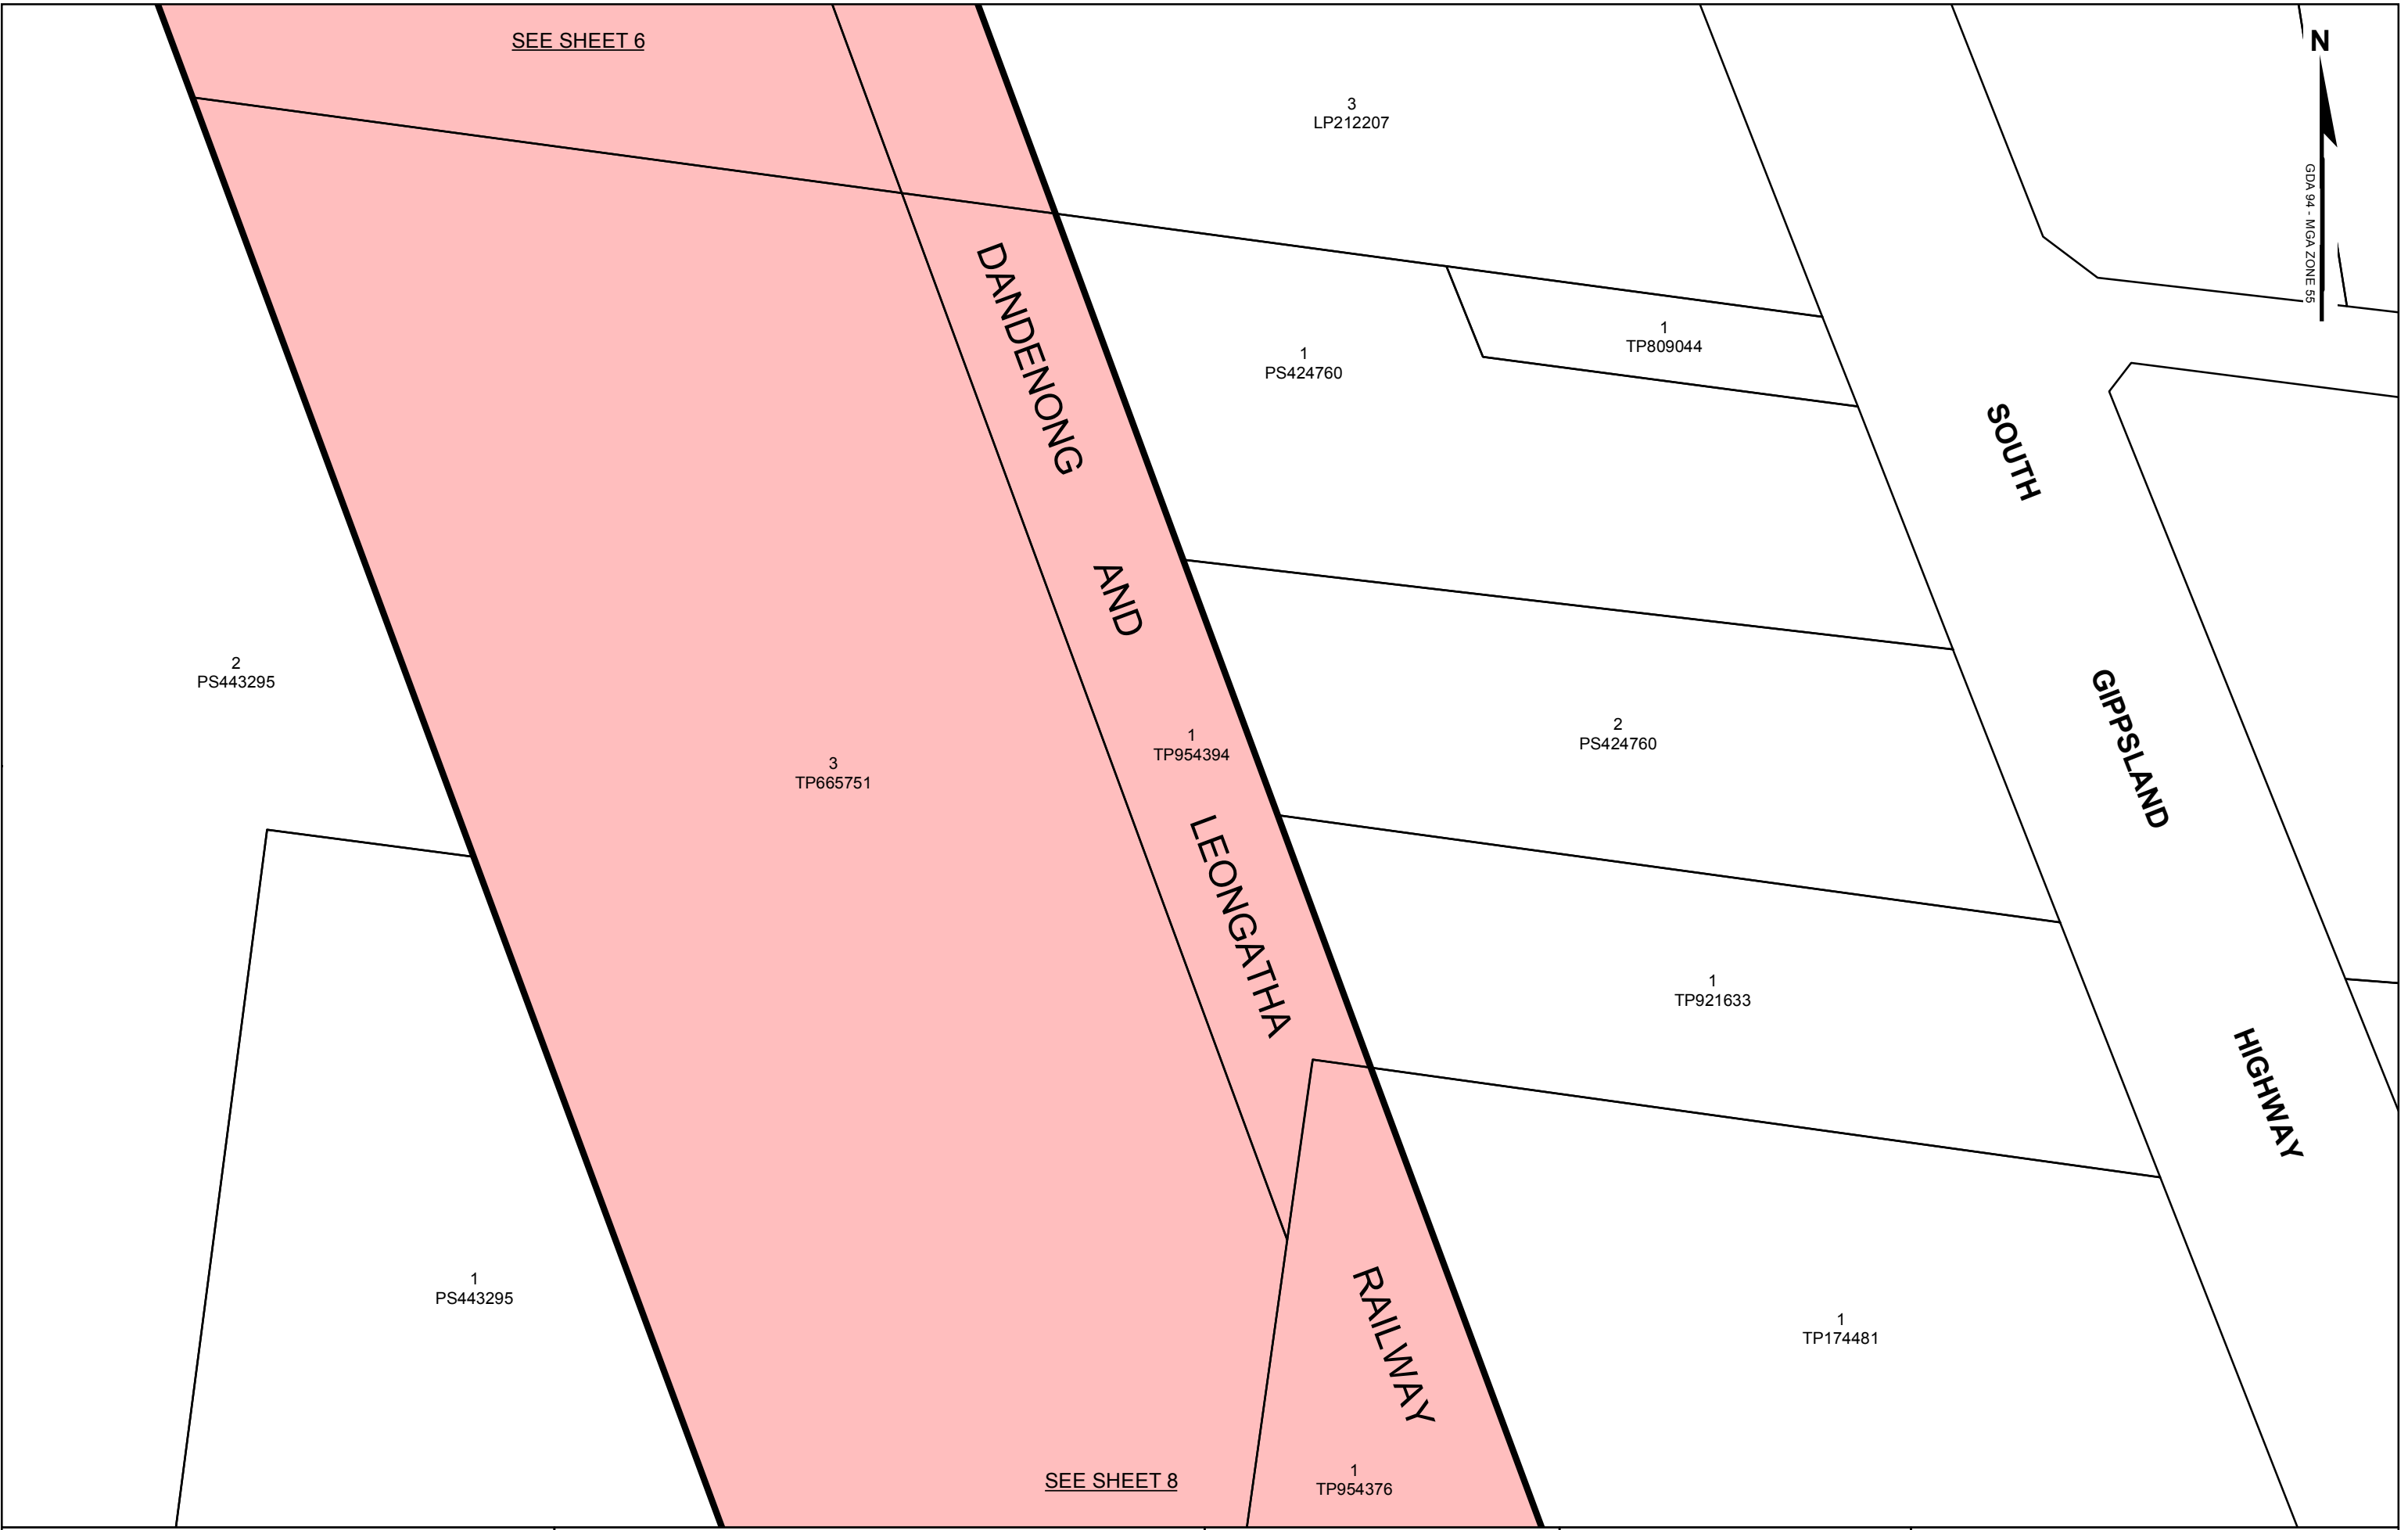 SEE SHEET 6
N
GDA 94 - MGA ZONE 55
3
LP212207
1
TP809044
1
PS424760
DANDENONG
AND
LEONGATHA
RAILWAY
SOUTH
GIPPSLAND
HIGHWAY
2
PS443295
3
TP665751
1
TP954394
2
PS424760
1
TP921633
1
PS443295
1
TP174481
SEE SHEET 8
1
TP954376